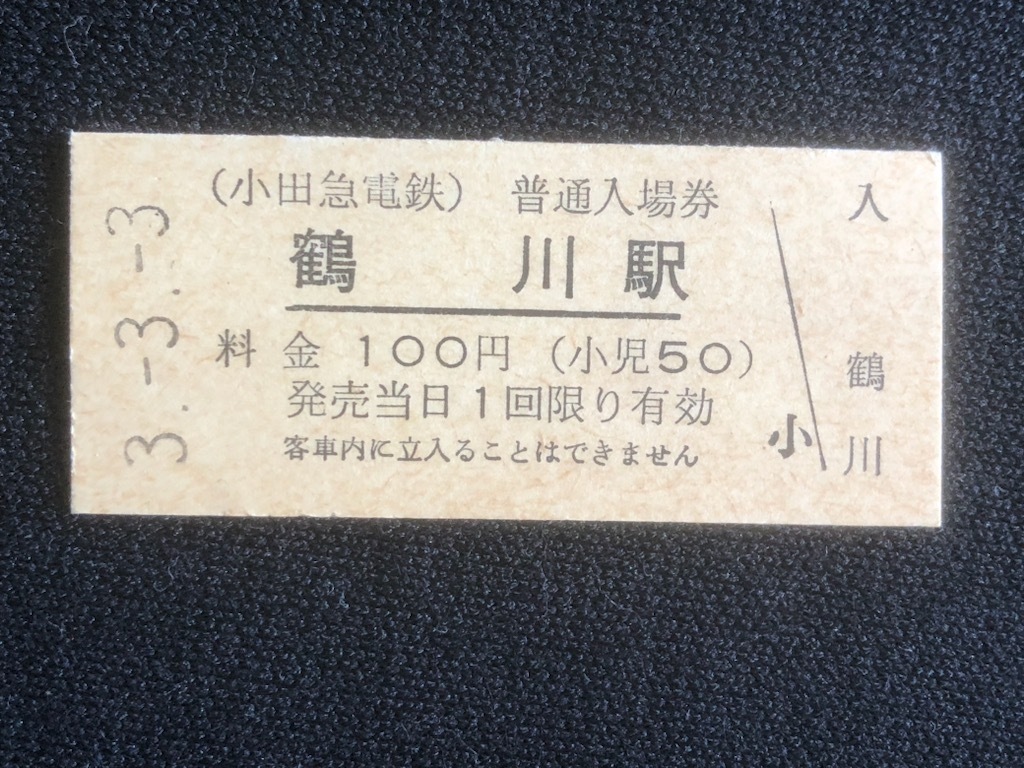 3.-3.-3
(小田急電鉄) 普通入場券
鶴川駅
料金 100円 (小児50)
発売当日1回限り有効
客車内に立入ることはできません
小
入
鶴川